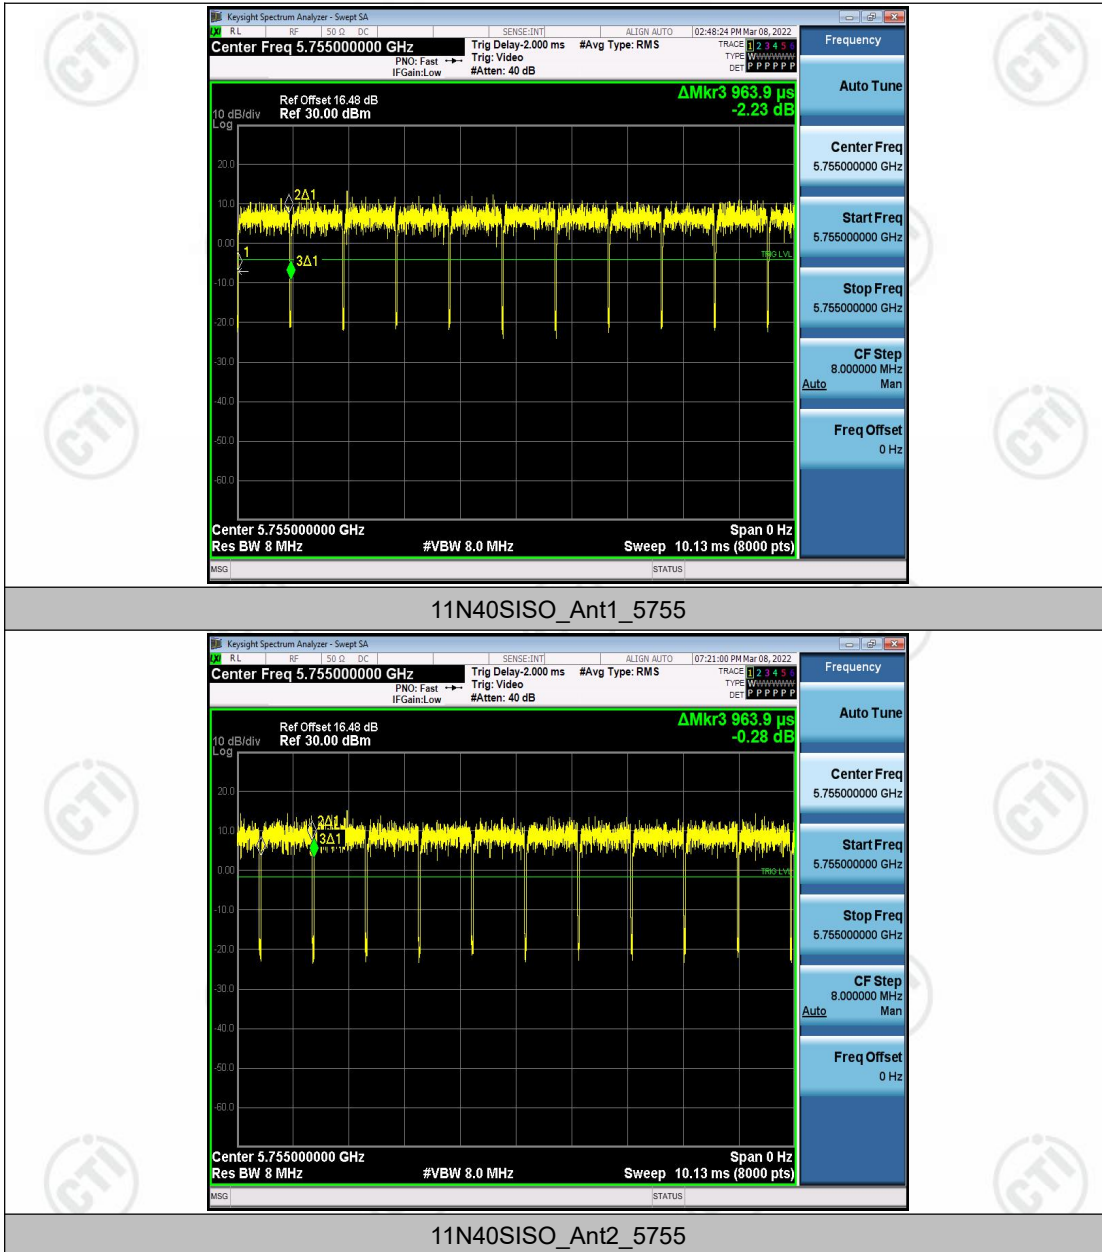 Keysight Spectrum Analyzer - Swept SA
LXI RL RF 50 Ω DC SENSE:INT ALIGN AUTO 02:48:24 PM Mar 08, 2022
Center Freq 5.755000000 GHz
Trig Delay-2.000 ms #Avg Type: RMS
TRACE 1 2 3 4 5 6
PNO: Fast Trig: Video
TYPE WWWWWW
IFGain:Low #Atten: 40 dB
DET P P P P P P
Frequency
Auto Tune
ΔMkr3 963.9 µs
-2.23 dB
Ref Offset 16.48 dB
10 dB/div Ref 30.00 dBm
Log
20.0
10.0
0.00
-10.0
-20.0
-30.0
-40.0
-50.0
-60.0
2Δ1
1
3Δ1
TRIG LVL
Center Freq
5.755000000 GHz
Start Freq
5.755000000 GHz
Stop Freq
5.755000000 GHz
CF Step
8.000000 MHz
Auto Man
Freq Offset
0 Hz
Center 5.755000000 GHz Span 0 Hz
Res BW 8 MHz #VBW 8.0 MHz Sweep 10.13 ms (8000 pts)
MSG STATUS
11N40SISO_Ant1_5755
Keysight Spectrum Analyzer - Swept SA
LXI RL RF 50 Ω DC SENSE:INT ALIGN AUTO 07:21:00 PM Mar 08, 2022
Center Freq 5.755000000 GHz
Trig Delay-2.000 ms #Avg Type: RMS
TRACE 1 2 3 4 5 6
PNO: Fast Trig: Video
TYPE WWWWWW
IFGain:Low #Atten: 40 dB
DET P P P P P P
Frequency
Auto Tune
ΔMkr3 963.9 µs
-0.28 dB
Ref Offset 16.48 dB
10 dB/div Ref 30.00 dBm
Log
20.0
10.0
0.00
-10.0
-20.0
-30.0
-40.0
-50.0
-60.0
2Δ1
3Δ1
TRIG LVL
Center Freq
5.755000000 GHz
Start Freq
5.755000000 GHz
Stop Freq
5.755000000 GHz
CF Step
8.000000 MHz
Auto Man
Freq Offset
0 Hz
Center 5.755000000 GHz Span 0 Hz
Res BW 8 MHz #VBW 8.0 MHz Sweep 10.13 ms (8000 pts)
MSG STATUS
11N40SISO_Ant2_5755
CTI
CTI
CTI
CTI
CTI
CTI
CTI
CTI